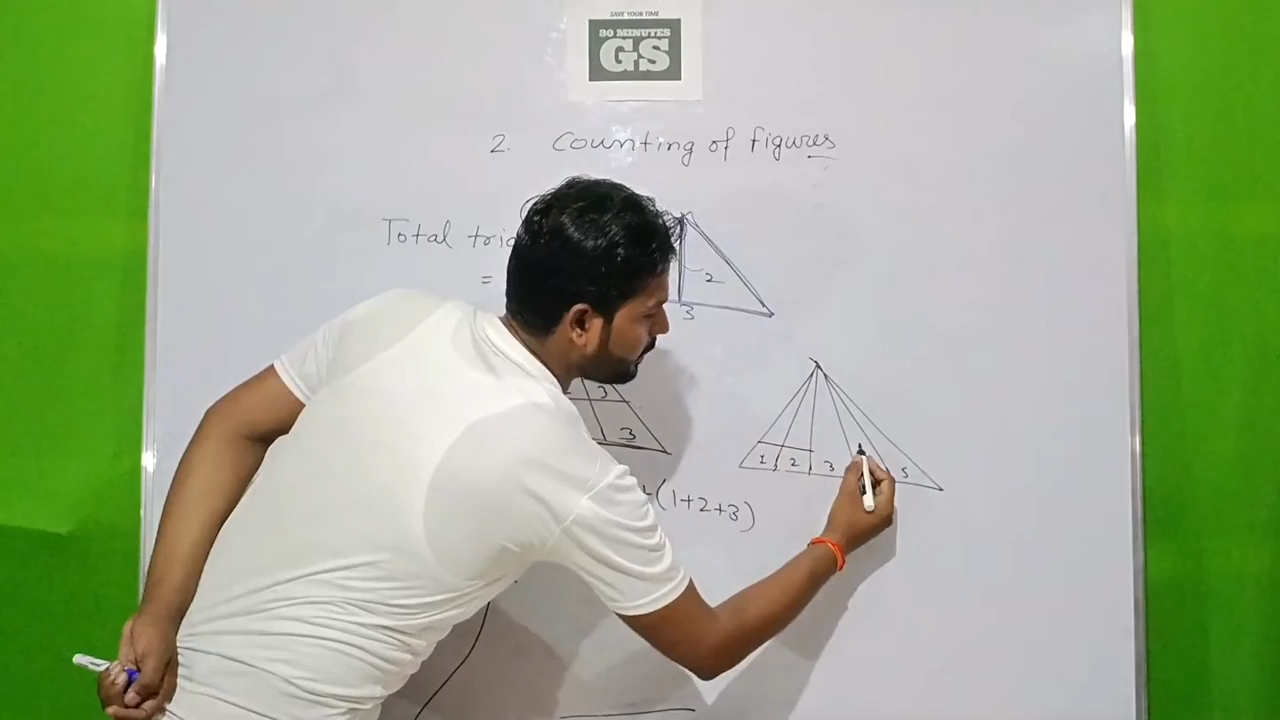 SAVE YOUR TIME
30 MINUTES
GS
2. Counting of figures
Total
=
2
3
3
3
1 2 3 5
(1+2+3)